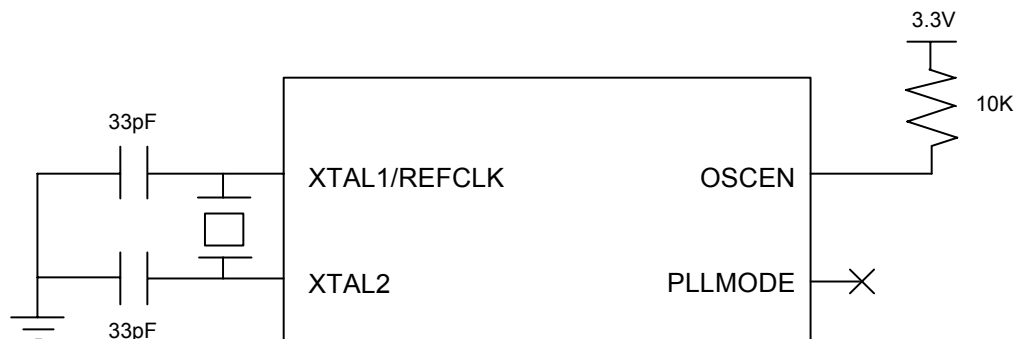 3.3V
10K
33pF
XTAL1/REFCLK
OSCEN
XTAL2
PLLMODE
33pF